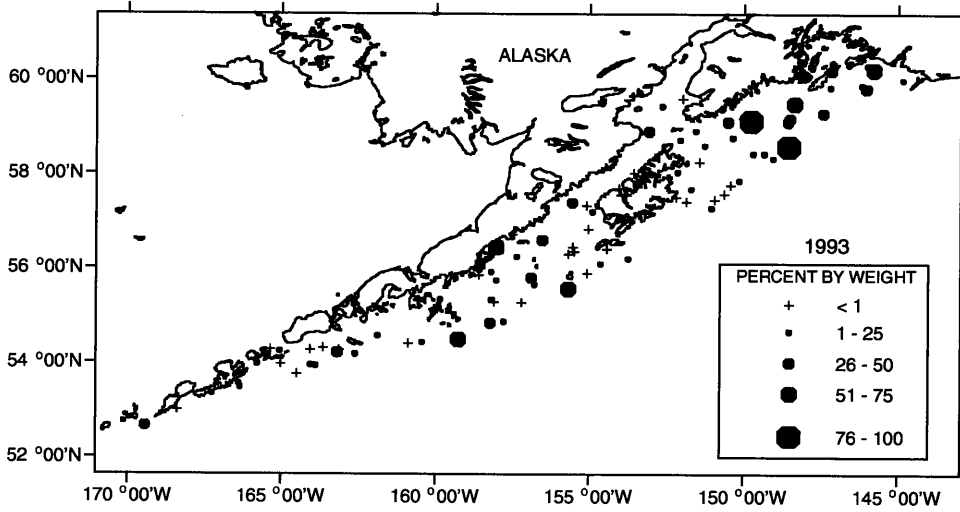 ALASKA
60 °00'N
58 °00'N
56 °00'N
54 °00'N
52 °00'N
1993
PERCENT BY WEIGHT
+ < 1
1 - 25
26 - 50
51 - 75
76 - 100
170 °00'W 165 °00'W 160 °00'W 155 °00'W 150 °00'W 145 °00'W